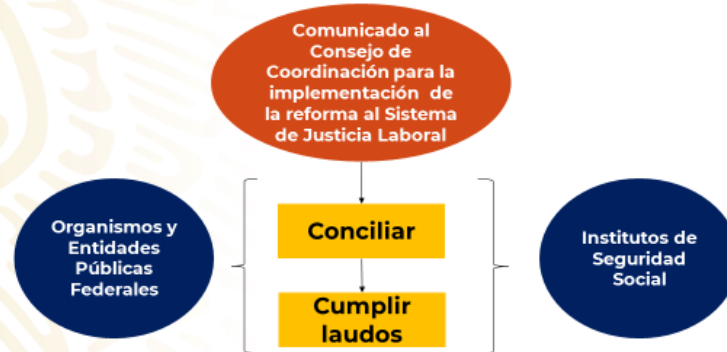 Comunicado al
Consejo de
Coordinación para la
implementación de
la reforma al Sistema
de Justicia Laboral
Organismos y
Entidades
Públicas
Federales
Conciliar
Cumplir
laudos
Institutos de
Seguridad
Social